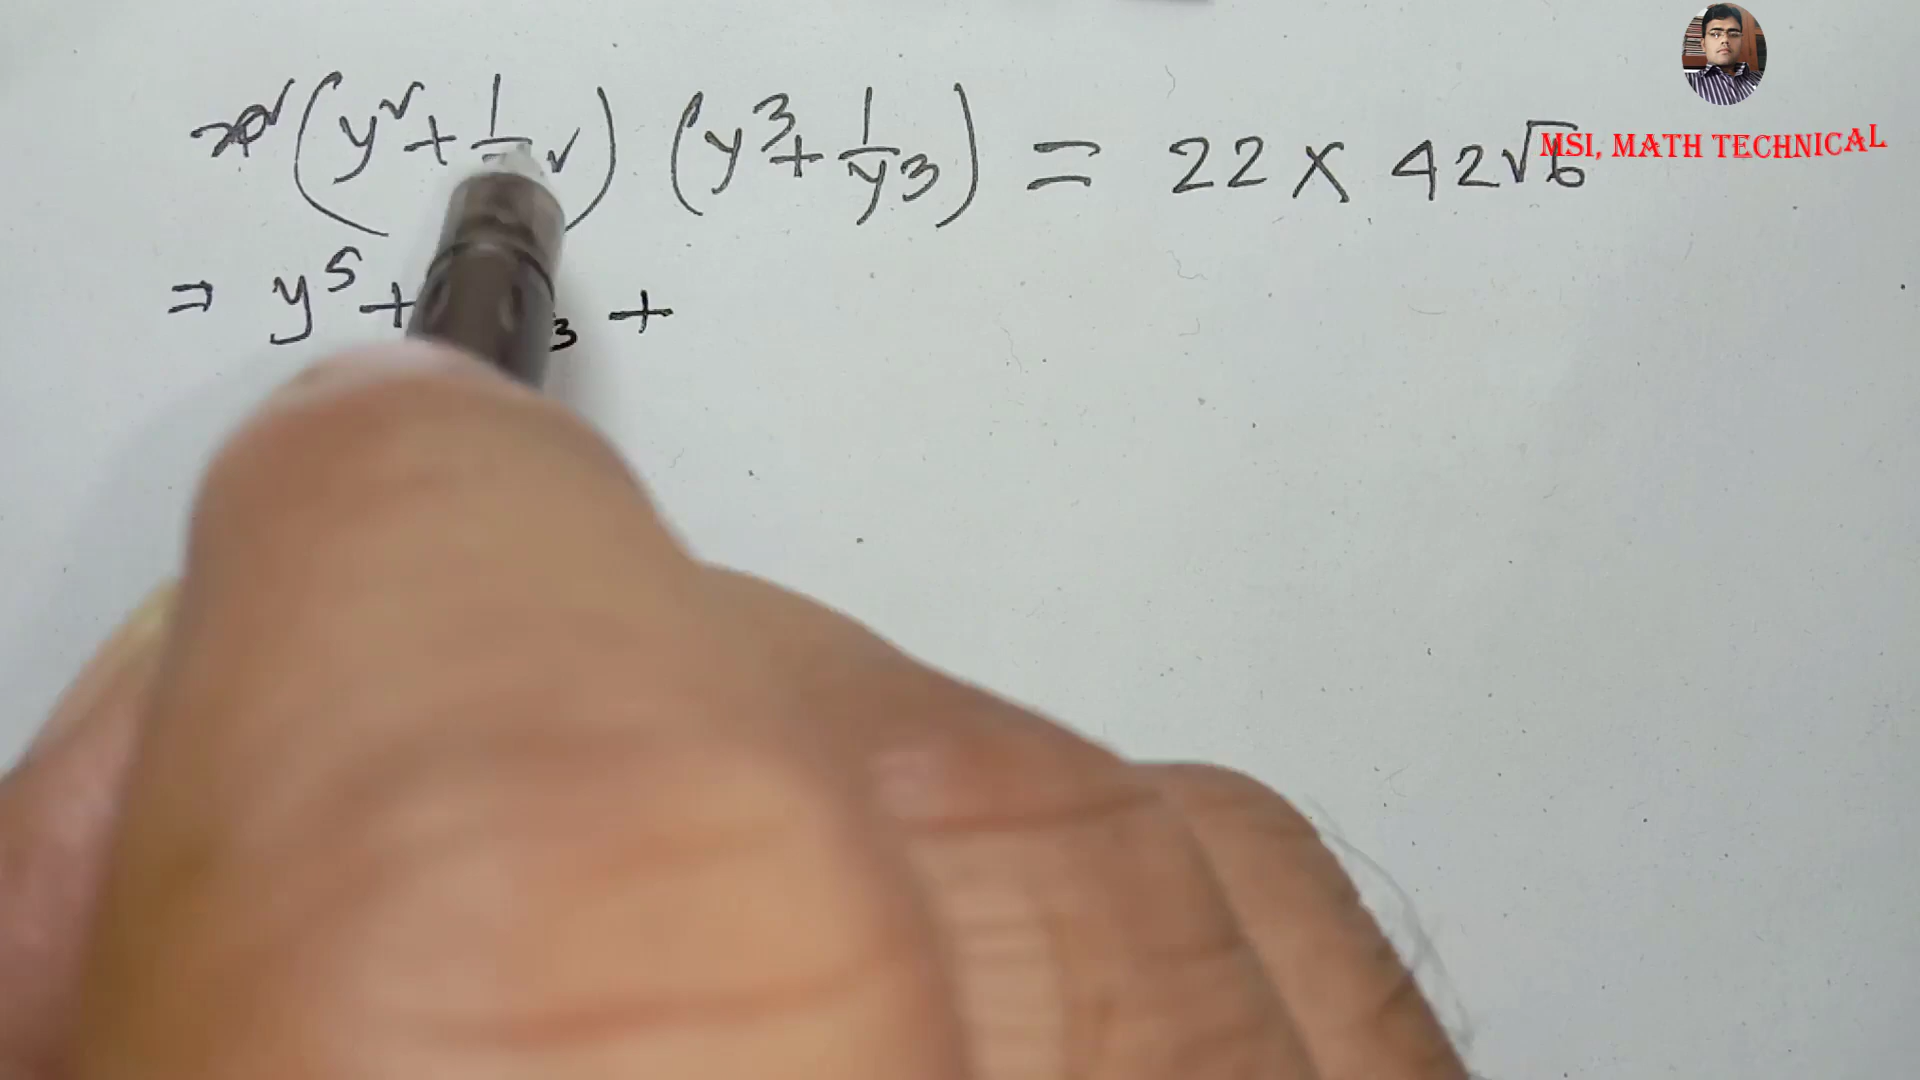 MSI, MATH TECHNICAL
(y² + 1/y²) (y³ + 1/y³) = 22 × 42√6
⇒ y⁵ + 3 +